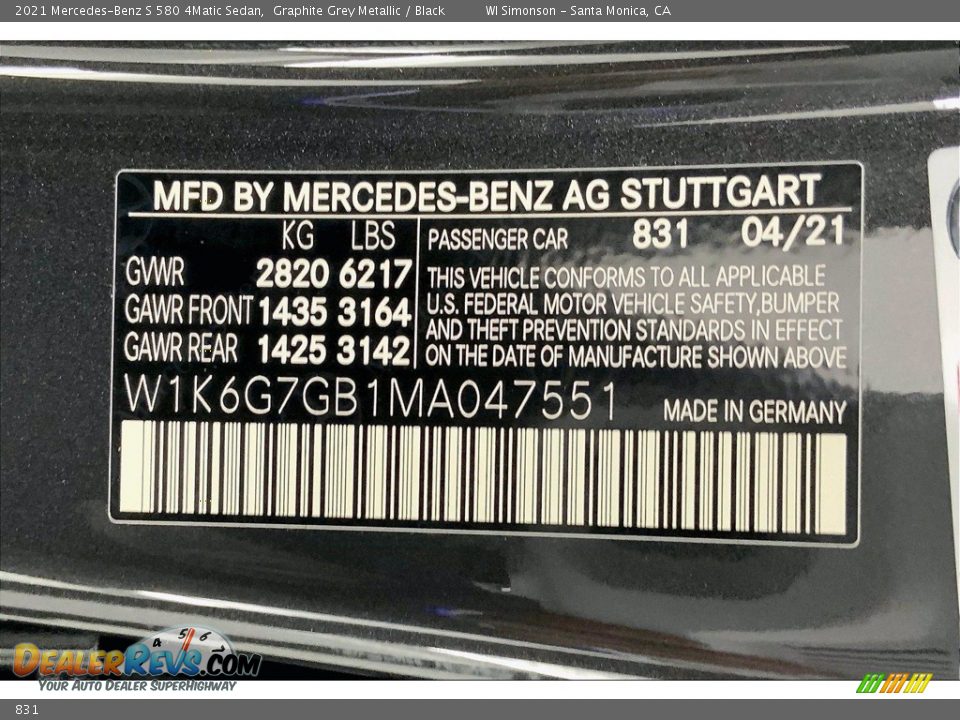 2021 Mercedes-Benz S 580 4Matic Sedan, Graphite Grey Metallic / Black WI Simonson - Santa Monica, CA
MFD BY MERCEDES-BENZ AG STUTTGART
KG LBS
GVWR 2820 6217
GAWR FRONT 1435 3164
GAWR REAR 1425 3142
PASSENGER CAR 831 04/21
THIS VEHICLE CONFORMS TO ALL APPLICABLE
U.S. FEDERAL MOTOR VEHICLE SAFETY, BUMPER
AND THEFT PREVENTION STANDARDS IN EFFECT
ON THE DATE OF MANUFACTURE SHOWN ABOVE
W1K6G7GB1MA047551
MADE IN GERMANY
4 5 6
DEALERREVS.COM
YOUR AUTO DEALER SUPERHIGHWAY
831